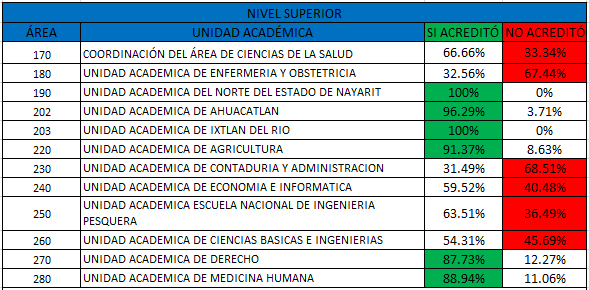 NIVEL SUPERIOR
ÁREA UNIDAD ACADÉMICA SI ACREDITÓ NO ACREDITÓ
170 COORDINACIÓN DEL ÁREA DE CIENCIAS DE LA SALUD 66.66% 33.34%
180 UNIDAD ACADEMICA DE ENFERMERIA Y OBSTETRICIA 32.56% 67.44%
190 UNIDAD ACADEMICA DEL NORTE DEL ESTADO DE NAYARIT 100% 0%
202 UNIDAD ACADEMICA DE AHUACATLAN 96.29% 3.71%
203 UNIDAD ACADEMICA DE IXTLAN DEL RIO 100% 0%
220 UNIDAD ACADEMICA DE AGRICULTURA 91.37% 8.63%
230 UNIDAD ACADEMICA DE CONTADURIA Y ADMINISTRACION 31.49% 68.51%
240 UNIDAD ACADEMICA DE ECONOMIA E INFORMATICA 59.52% 40.48%
250 UNIDAD ACADEMICA ESCUELA NACIONAL DE INGENIERIA
PESQUERA 63.51% 36.49%
260 UNIDAD ACADEMICA DE CIENCIAS BASICAS E INGENIERIAS 54.31% 45.69%
270 UNIDAD ACADEMICA DE DERECHO 87.73% 12.27%
280 UNIDAD ACADEMICA DE MEDICINA HUMANA 88.94% 11.06%